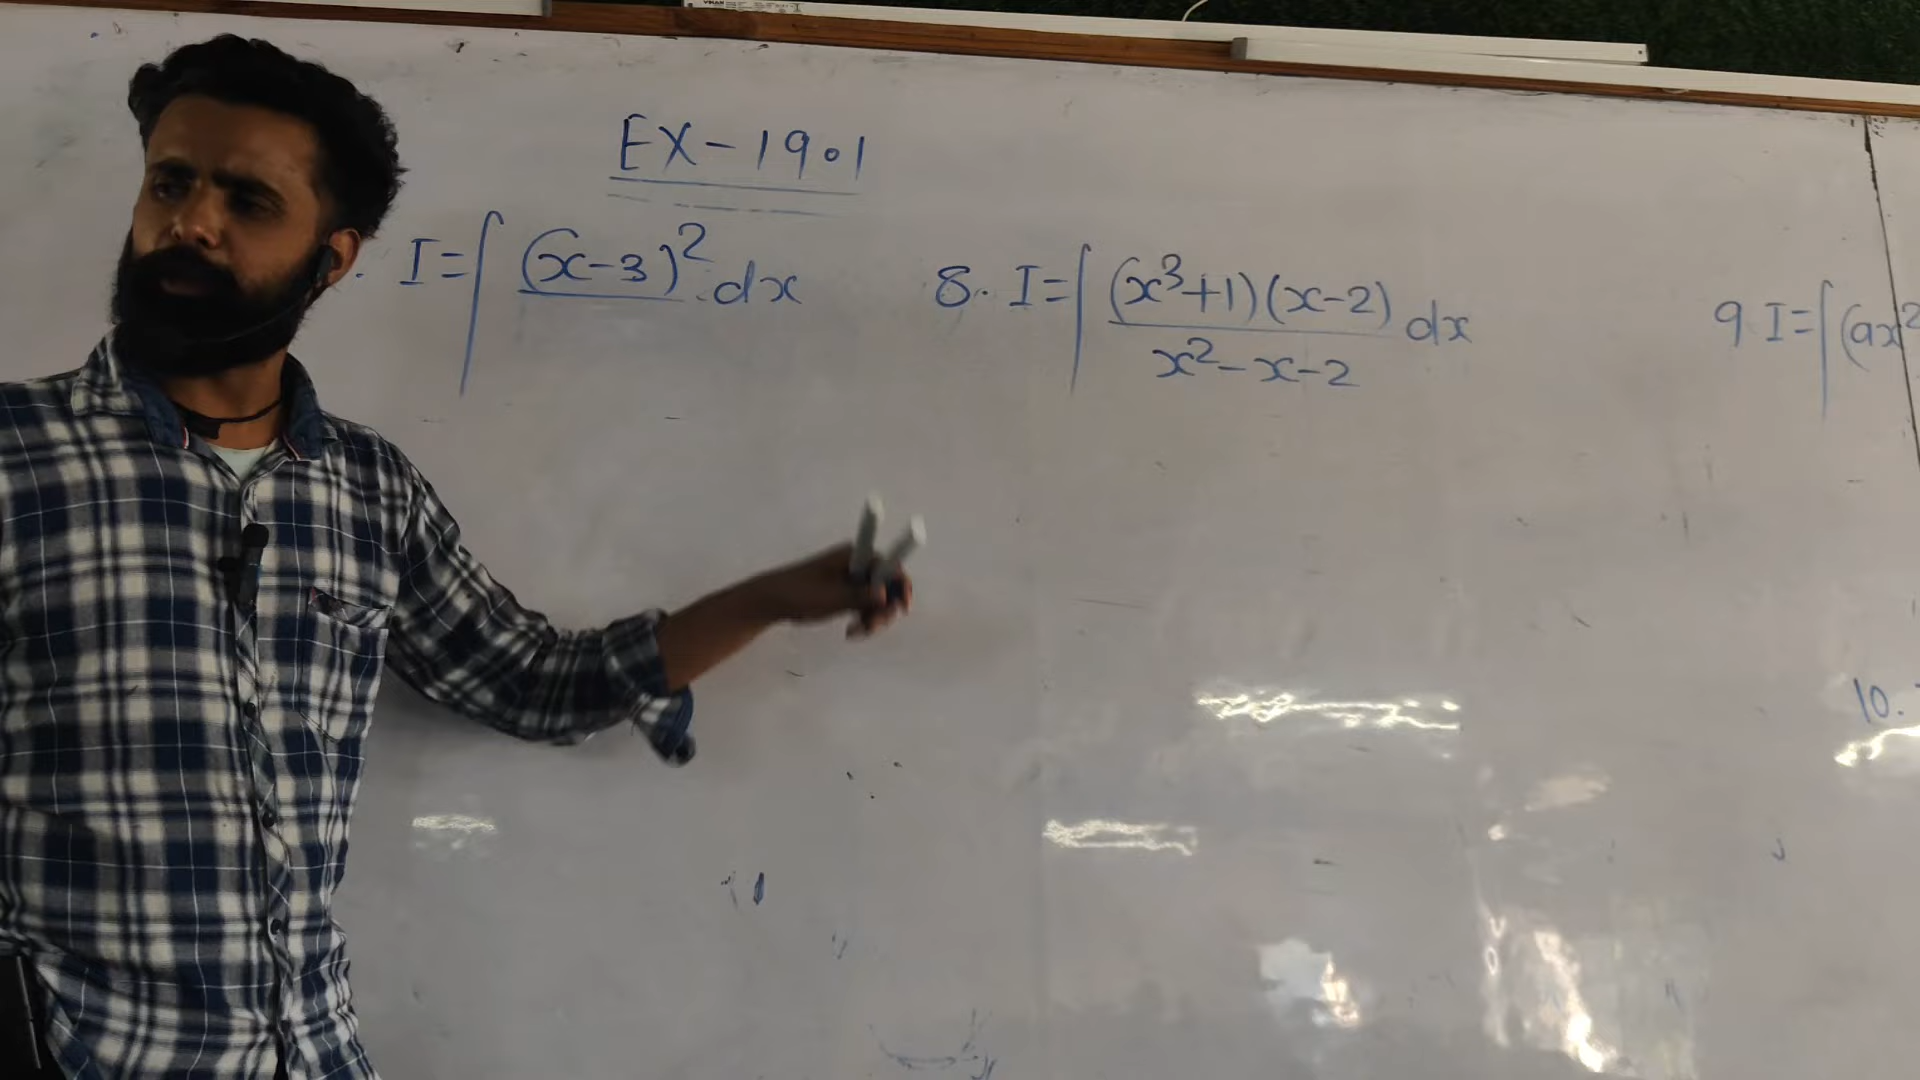 EX-19.1
. I=∫ (x-3)² dx
8. I=∫ (x³+1)(x-2) dx
x²-x-2
9 I=∫(ax²
10.